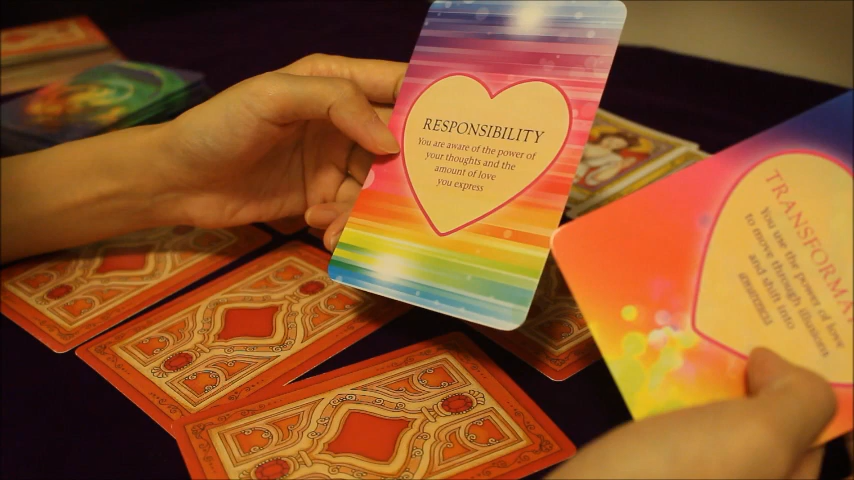 RESPONSIBILITY
You are aware of the power of
your thoughts and the
amount of love
you express
TRANSFORMA
You use the power of love
to move through illusions
and shift into